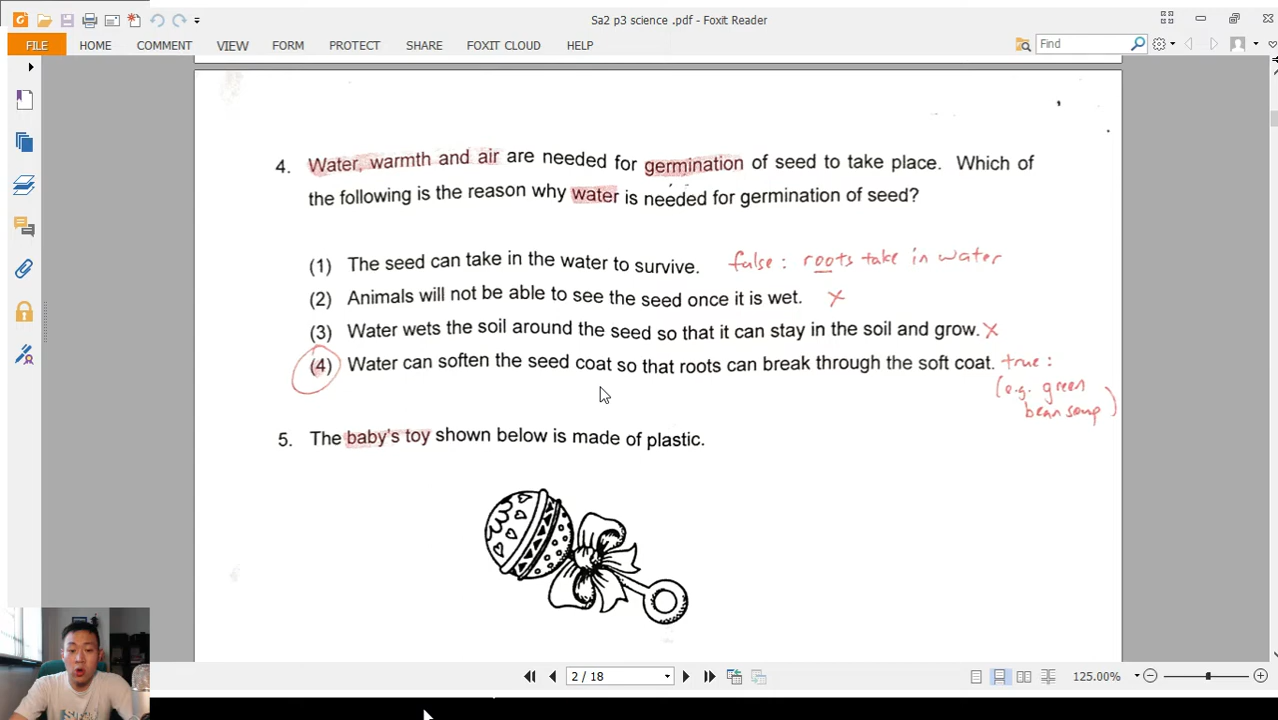 Sa2 p3 science .pdf - Foxit Reader
FILE HOME COMMENT VIEW FORM PROTECT SHARE FOXIT CLOUD HELP Find
4. Water, warmth and air are needed for germination of seed to take place. Which of
the following is the reason why water is needed for germination of seed?
(1) The seed can take in the water to survive. false: roots take in water
(2) Animals will not be able to see the seed once it is wet. X
(3) Water wets the soil around the seed so that it can stay in the soil and grow. X
(4) Water can soften the seed coat so that roots can break through the soft coat. true:
(e.g. green
bean soup)
5. The baby's toy shown below is made of plastic.
2 / 18 125.00%